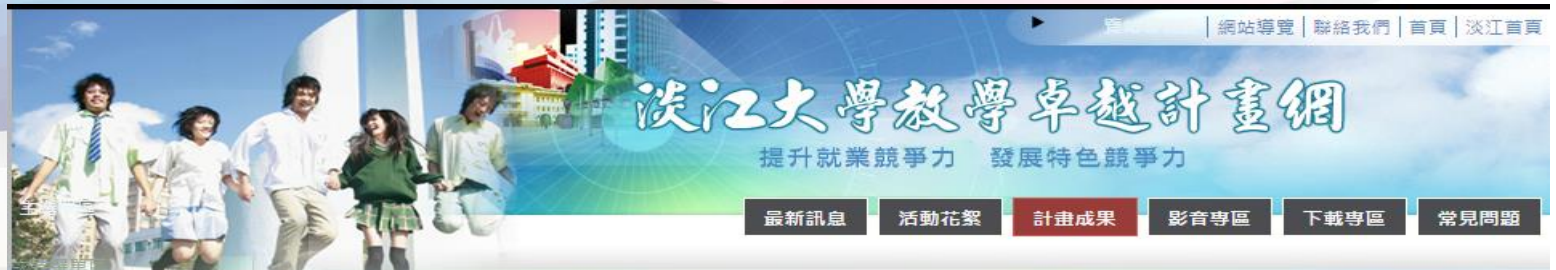 網站導覽│聯絡我們│首頁│淡江首頁
淡江大學教學卓越計畫網
提升就業競爭力 發展特色競爭力
最新訊息 活動花絮 計畫成果 影音專區 下載專區 常見問題